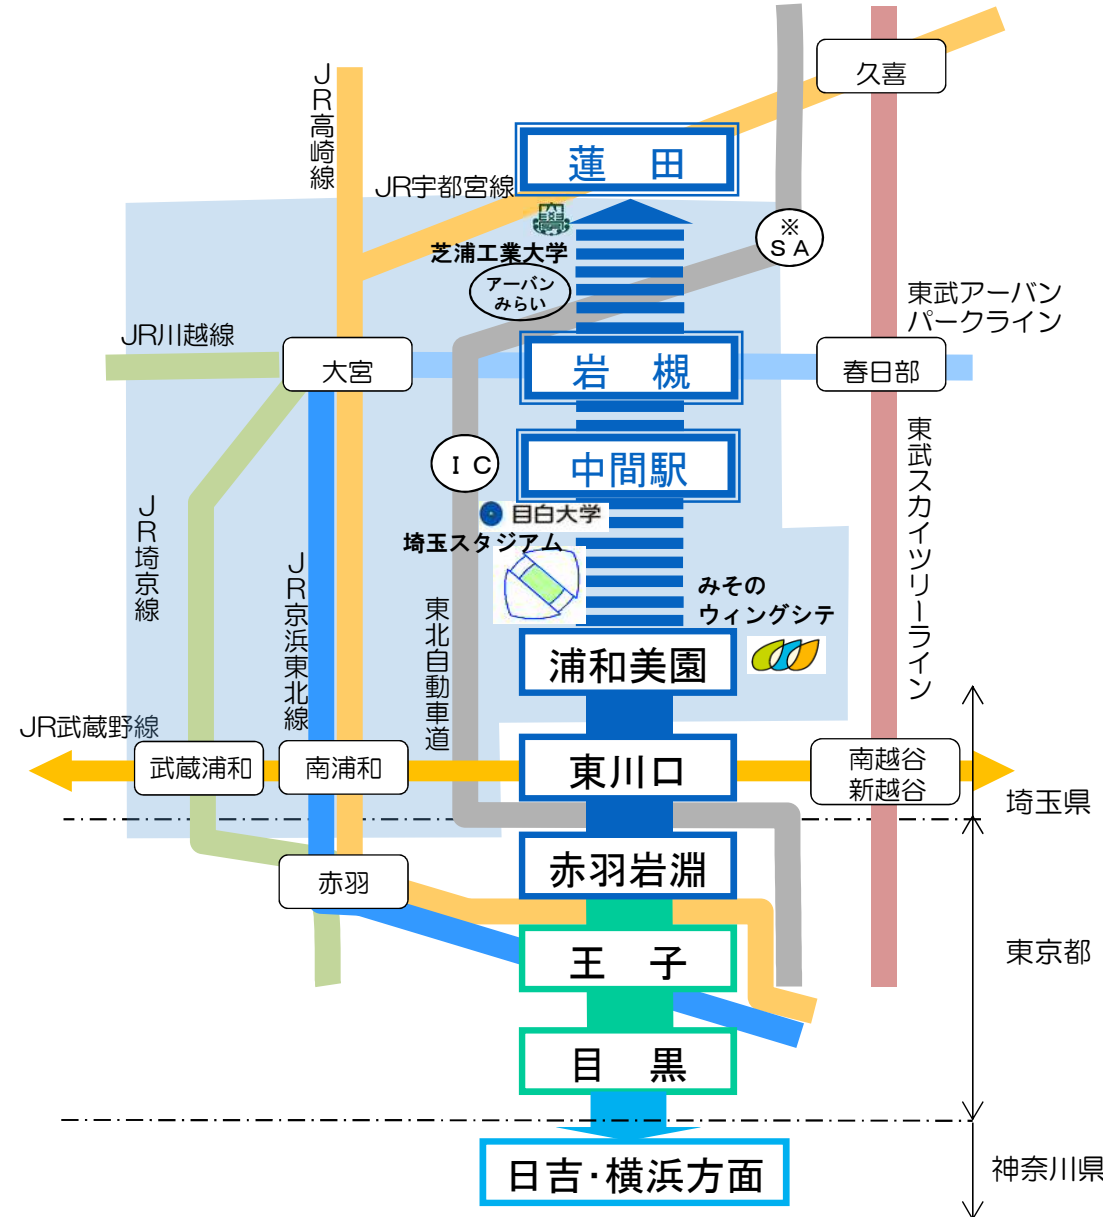 久喜
JR高崎線
蓮　田
JR宇都宮線
※
ＳＡ
芝浦工業大学
アーバン
みらい
東武アーバン
パークライン
JR川越線
大宮
岩　槻
春日部
東武スカイツリーライン
ＩＣ
中間駅
目白大学
埼玉スタジアム
JR埼京線
JR京浜東北線
東北自動車道
みその
ウィングシテ
浦和美園
JR武蔵野線
武蔵浦和
南浦和
東川口
南越谷
新越谷
埼玉県
赤羽岩淵
赤羽
王　子
東京都
目　黒
日吉・横浜方面
神奈川県